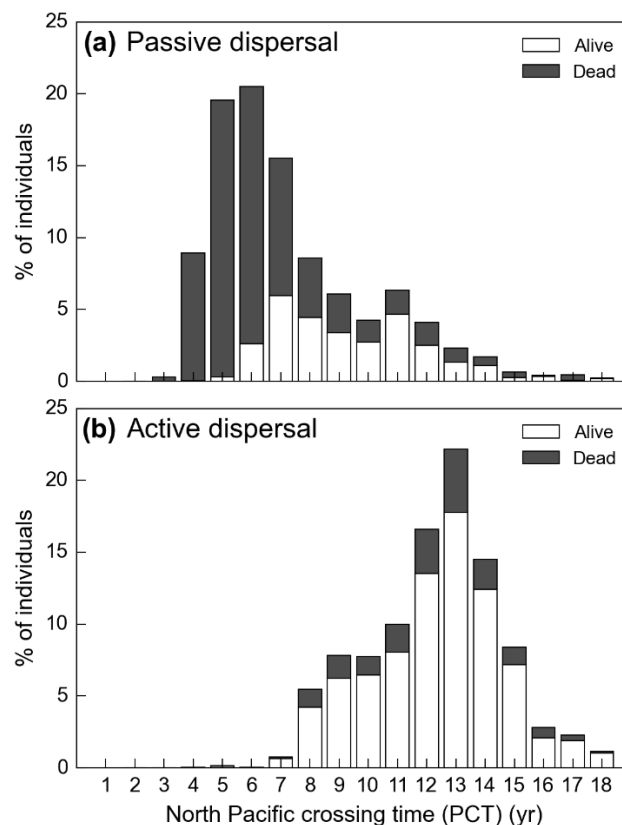 (a) Passive dispersal
Alive
Dead
% of individuals
25
20
15
10
5
0
(b) Active dispersal
Alive
Dead
% of individuals
25
20
15
10
5
0
1 2 3 4 5 6 7 8 9 10 11 12 13 14 15 16 17 18
North Pacific crossing time (PCT) (yr)